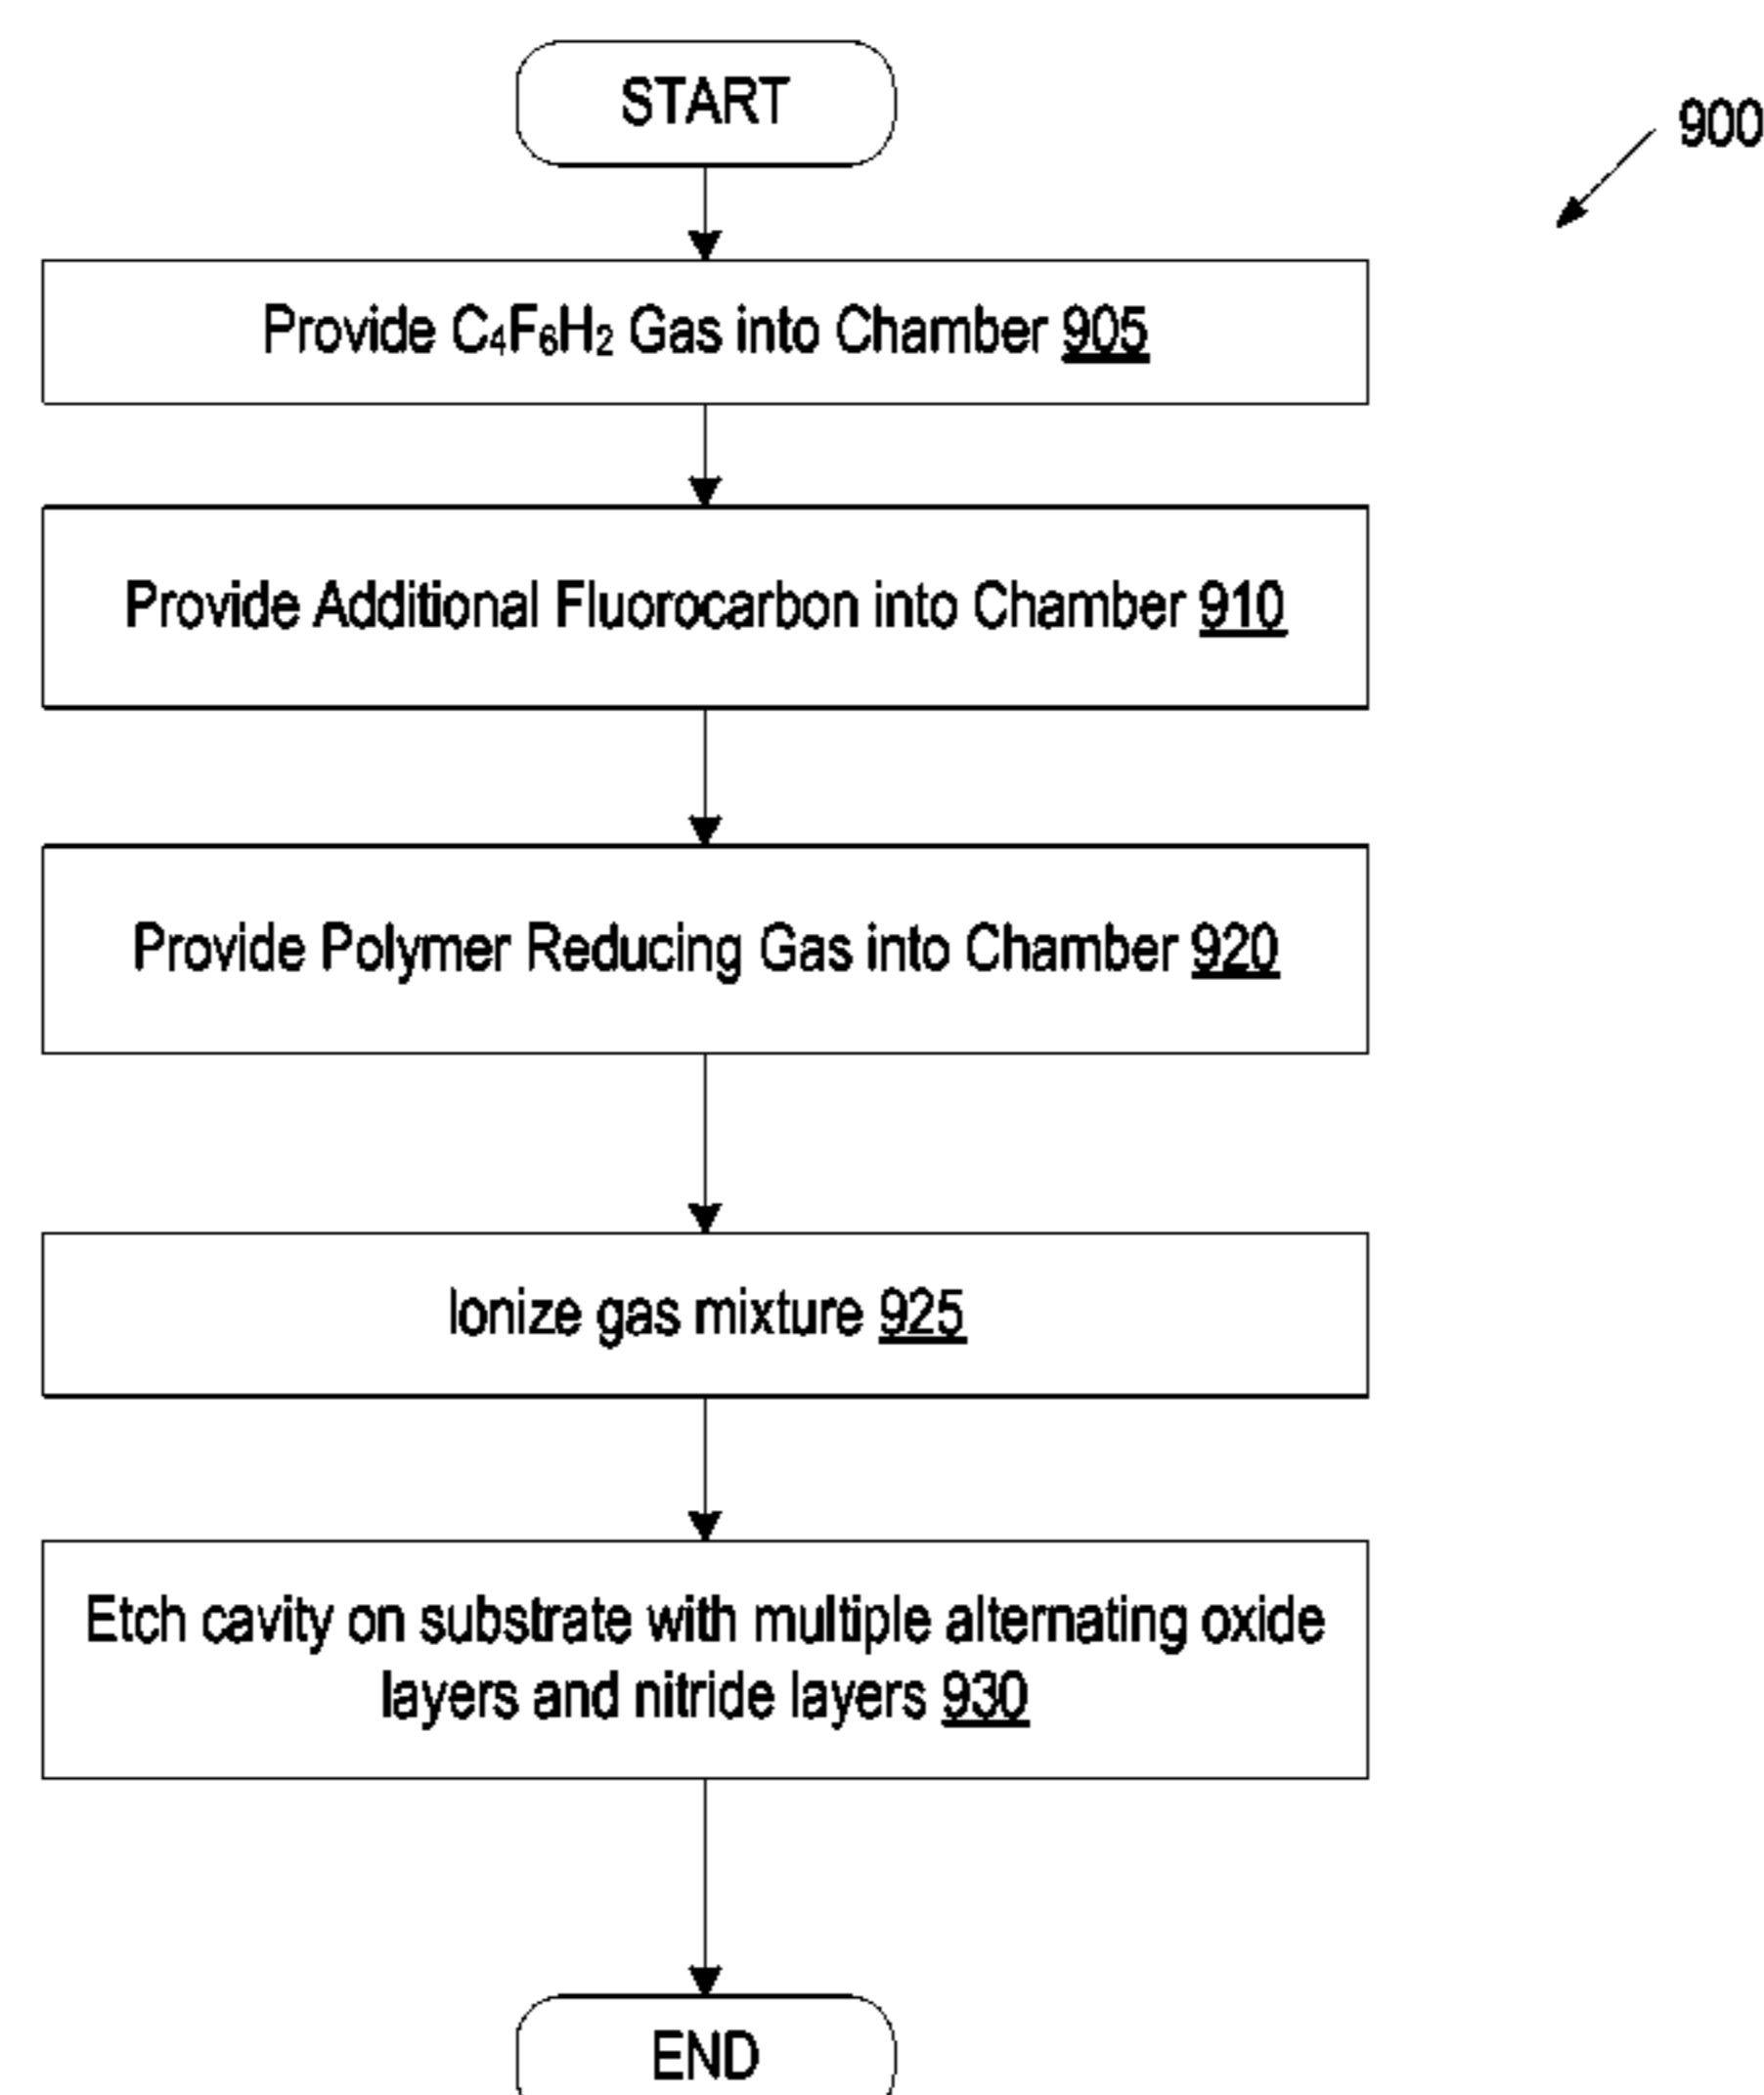 START
900
Provide C₄F₆H₂ Gas into Chamber 905
Provide Additional Fluorocarbon into Chamber 910
Provide Polymer Reducing Gas into Chamber 920
Ionize gas mixture 925
Etch cavity on substrate with multiple alternating oxide
layers and nitride layers 930
END